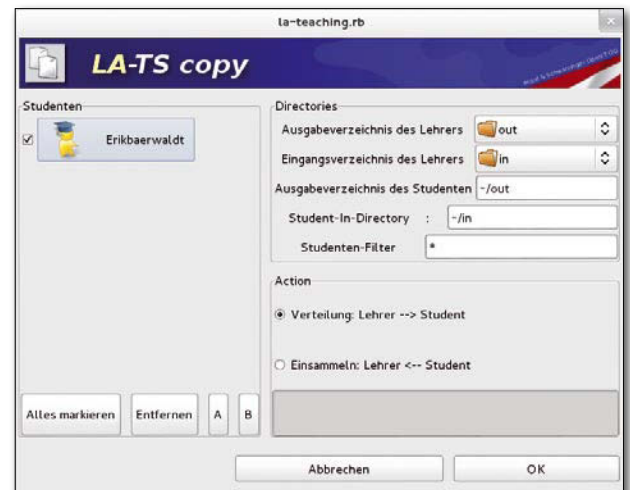 la-teaching.rb
LA-TS copy
Studenten
Erikbaerwaldt
Alles markieren
Entfernen
A
B
Directories
Ausgabeverzeichnis des Lehrers
out
Eingangsverzeichnis des Lehrers
in
Ausgabeverzeichnis des Studenten
~/out
Student-In-Directory :
~/in
Studenten-Filter
*
Action
Verteilung: Lehrer --> Student
Einsammeln: Lehrer <-- Student
Abbrechen
OK